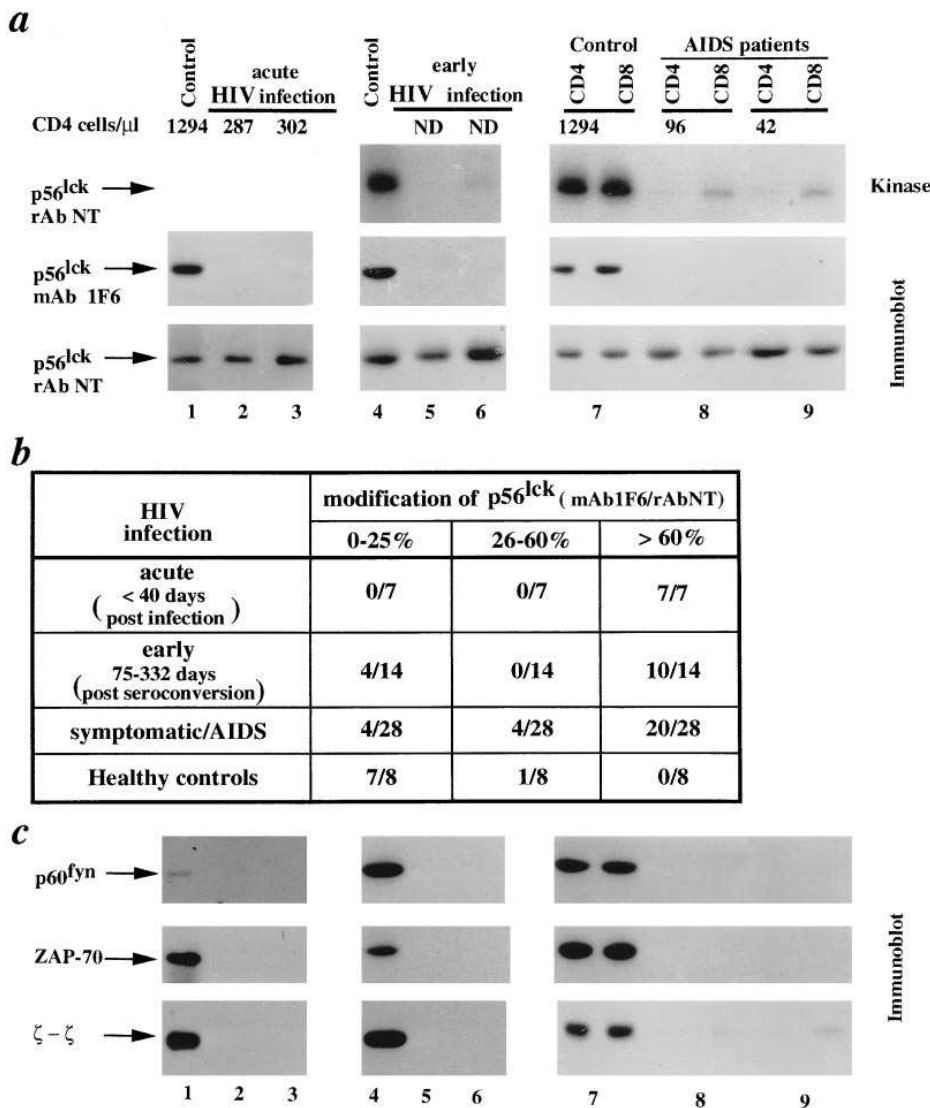 a
Control
acute
HIV infection
Control
early
HIV infection
Control
AIDS patients
CD4 CD8 CD4 CD8 CD4 CD8
CD4 cells/µl 1294 287 302 ND ND 1294 96 42
p56lck
rAb NT
Kinase
p56lck
mAb 1F6
p56lck
rAb NT
Immunoblot
1 2 3 4 5 6 7 8 9
b
HIV
infection
modification of p56lck ( mAb1F6/rAbNT)
0-25% 26-60% > 60%
acute
( < 40 days
post infection )
0/7 0/7 7/7
early
( 75-332 days
post seroconversion )
4/14 0/14 10/14
symptomatic/AIDS 4/28 4/28 20/28
Healthy controls 7/8 1/8 0/8
c
p60fyn
ZAP-70
ζ – ζ
Immunoblot
1 2 3 4 5 6 7 8 9